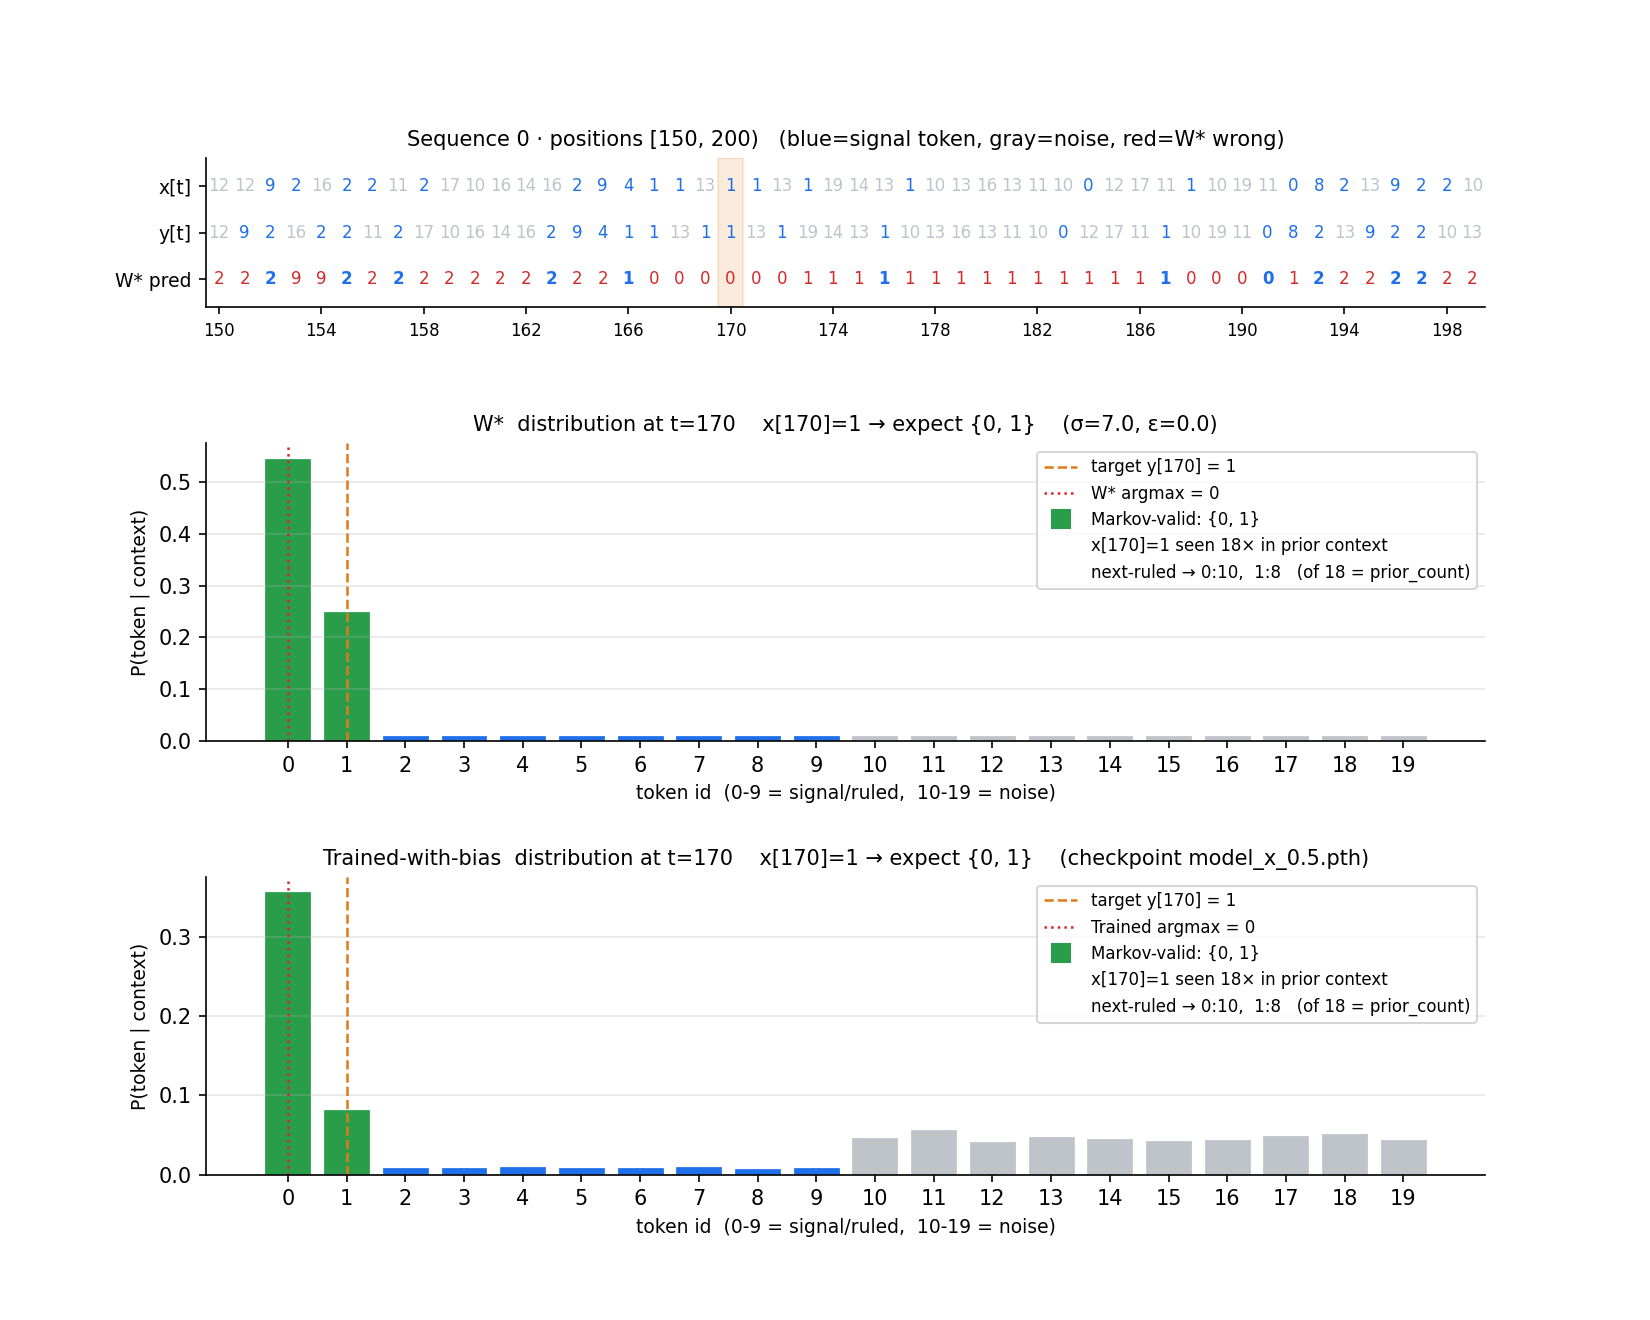 Sequence 0 · positions [150, 200)   (blue=signal token, gray=noise, red=W* wrong)
x[t] 12 12 9 2 16 2 2 11 2 17 10 16 14 16 2 9 4 1 1 13 1 1 13 1 19 14 13 1 10 13 16 13 11 10 0 12 17 11 1 10 19 11 0 8 2 13 9 2 2 10
y[t] 12 9 2 16 2 2 11 2 17 10 16 14 16 2 9 4 1 1 13 1 1 13 1 19 14 13 1 10 13 16 13 11 10 0 12 17 11 1 10 19 11 0 8 2 13 9 2 2 10 13
W* pred 2 2 2 9 9 2 2 2 2 2 2 2 2 2 2 2 1 0 0 0 0 0 0 1 1 1 1 1 1 1 1 1 1 1 1 1 1 1 0 0 0 0 1 2 2 2 2 2 2 2
150 154 158 162 166 170 174 178 182 186 190 194 198
W*  distribution at t=170    x[170]=1 → expect {0, 1}    (σ=7.0, ε=0.0)
P(token | context)
0.5
0.4
0.3
0.2
0.1
0.0
target y[170] = 1
W* argmax = 0
Markov-valid: {0, 1}
x[170]=1 seen 18× in prior context
next-ruled → 0:10,  1:8   (of 18 = prior_count)
0 1 2 3 4 5 6 7 8 9 10 11 12 13 14 15 16 17 18 19
token id  (0-9 = signal/ruled,  10-19 = noise)
Trained-with-bias  distribution at t=170    x[170]=1 → expect {0, 1}    (checkpoint model_x_0.5.pth)
P(token | context)
0.3
0.2
0.1
0.0
target y[170] = 1
Trained argmax = 0
Markov-valid: {0, 1}
x[170]=1 seen 18× in prior context
next-ruled → 0:10,  1:8   (of 18 = prior_count)
0 1 2 3 4 5 6 7 8 9 10 11 12 13 14 15 16 17 18 19
token id  (0-9 = signal/ruled,  10-19 = noise)